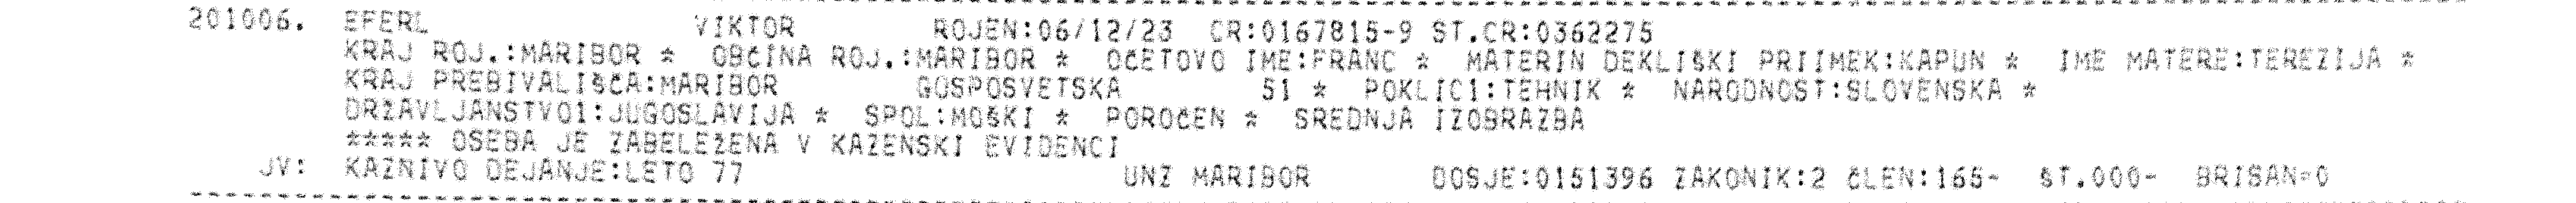 201006. EFERL VIKTOR ROJEN:06/12/23 CR:0167815-9 ST.CR:0362275
KRAJ ROJ.:MARIBOR * OBČINA ROJ.:MARIBOR * OČETOVO IME:FRANC * MATERIN DEKLIŠKI PRIIMEK:KAPUN * IME MATERE:TEREZIJA *
KRAJ PREBIVALIŠČA:MARIBOR GOSPOSVETSKA 51 * POKLIC1:TEHNIK * NARODNOST:SLOVENSKA *
DRŽAVLJANSTVO1:JUGOSLAVIJA * SPOL:MOŠKI * POROČEN * SREDNJA IZOBRAZBA
***** OSEBA JE ZABELEŽENA V KAZENSKI EVIDENCI
JV: KAZNIVO DEJANJE:LETO 77 UNZ MARIBOR DOSJE:0151396 ZAKONIK:2 ČLEN:165- ŠT.000- BRISAN=0